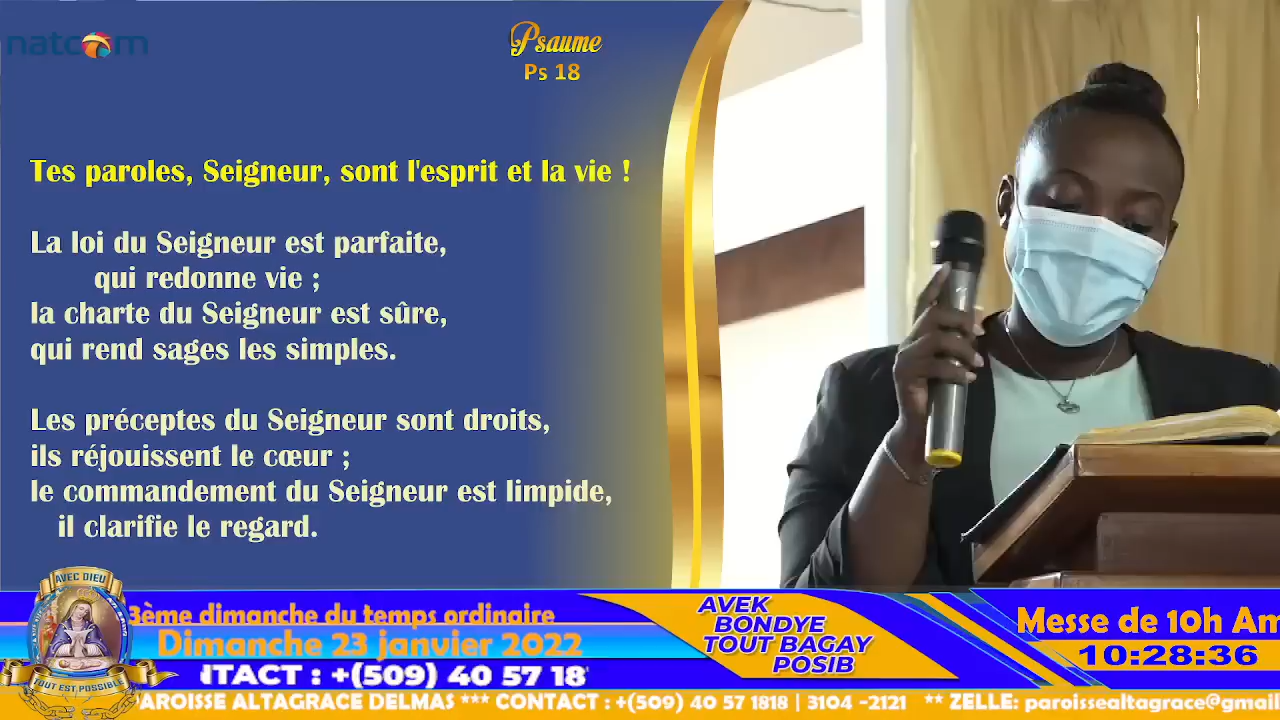 natcom
Psaume
Ps 18
Tes paroles, Seigneur, sont l'esprit et la vie !
La loi du Seigneur est parfaite,
qui redonne vie ;
la charte du Seigneur est sûre,
qui rend sages les simples.
Les préceptes du Seigneur sont droits,
ils réjouissent le cœur ;
le commandement du Seigneur est limpide,
il clarifie le regard.
AVEC DIEU
TOUT EST POSSIBLE
3ème dimanche du temps ordinaire
Dimanche 23 janvier 2022
NTACT : +(509) 40 57 18
AVEK
BONDYE
TOUT BAGAY
POSIB
Messe de 10h Am
10:28:36
PAROISSE ALTAGRACE DELMAS *** CONTACT : +(509) 40 57 1818 | 3104 -2121 ** ZELLE: paroissealtagrace@gmail